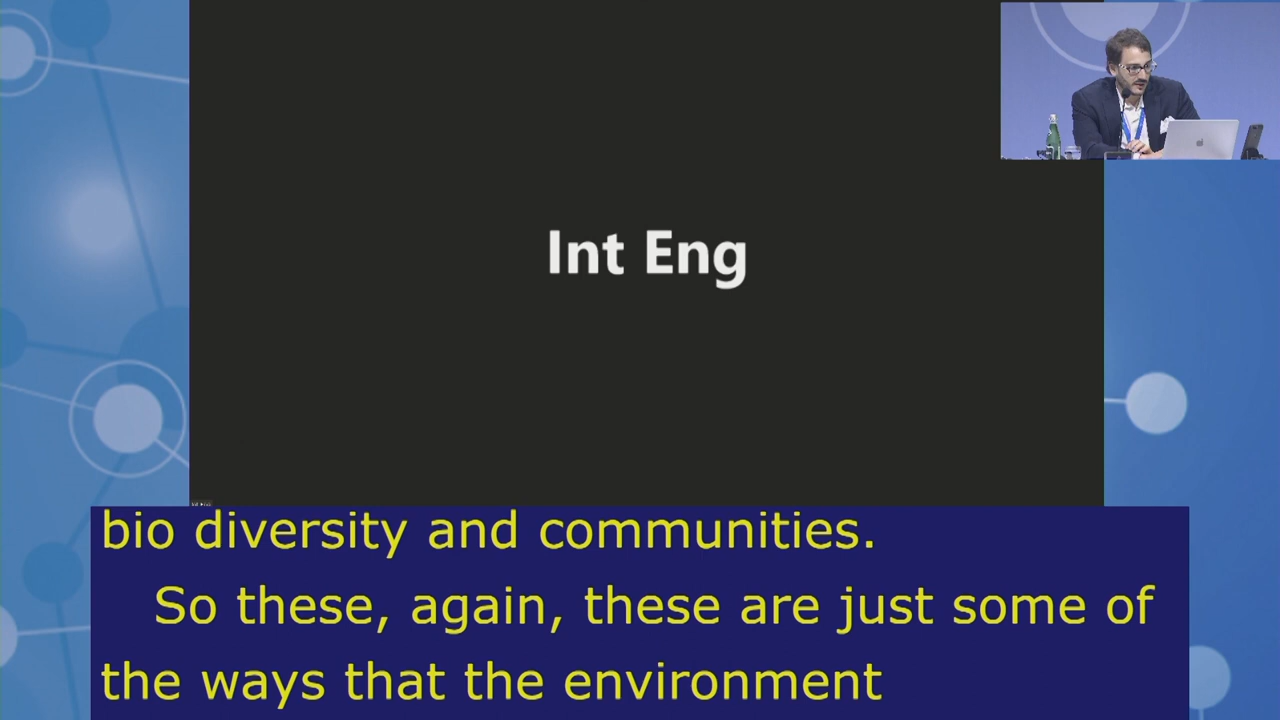 Int Eng
bio diversity and communities.
So these, again, these are just some of
the ways that the environment